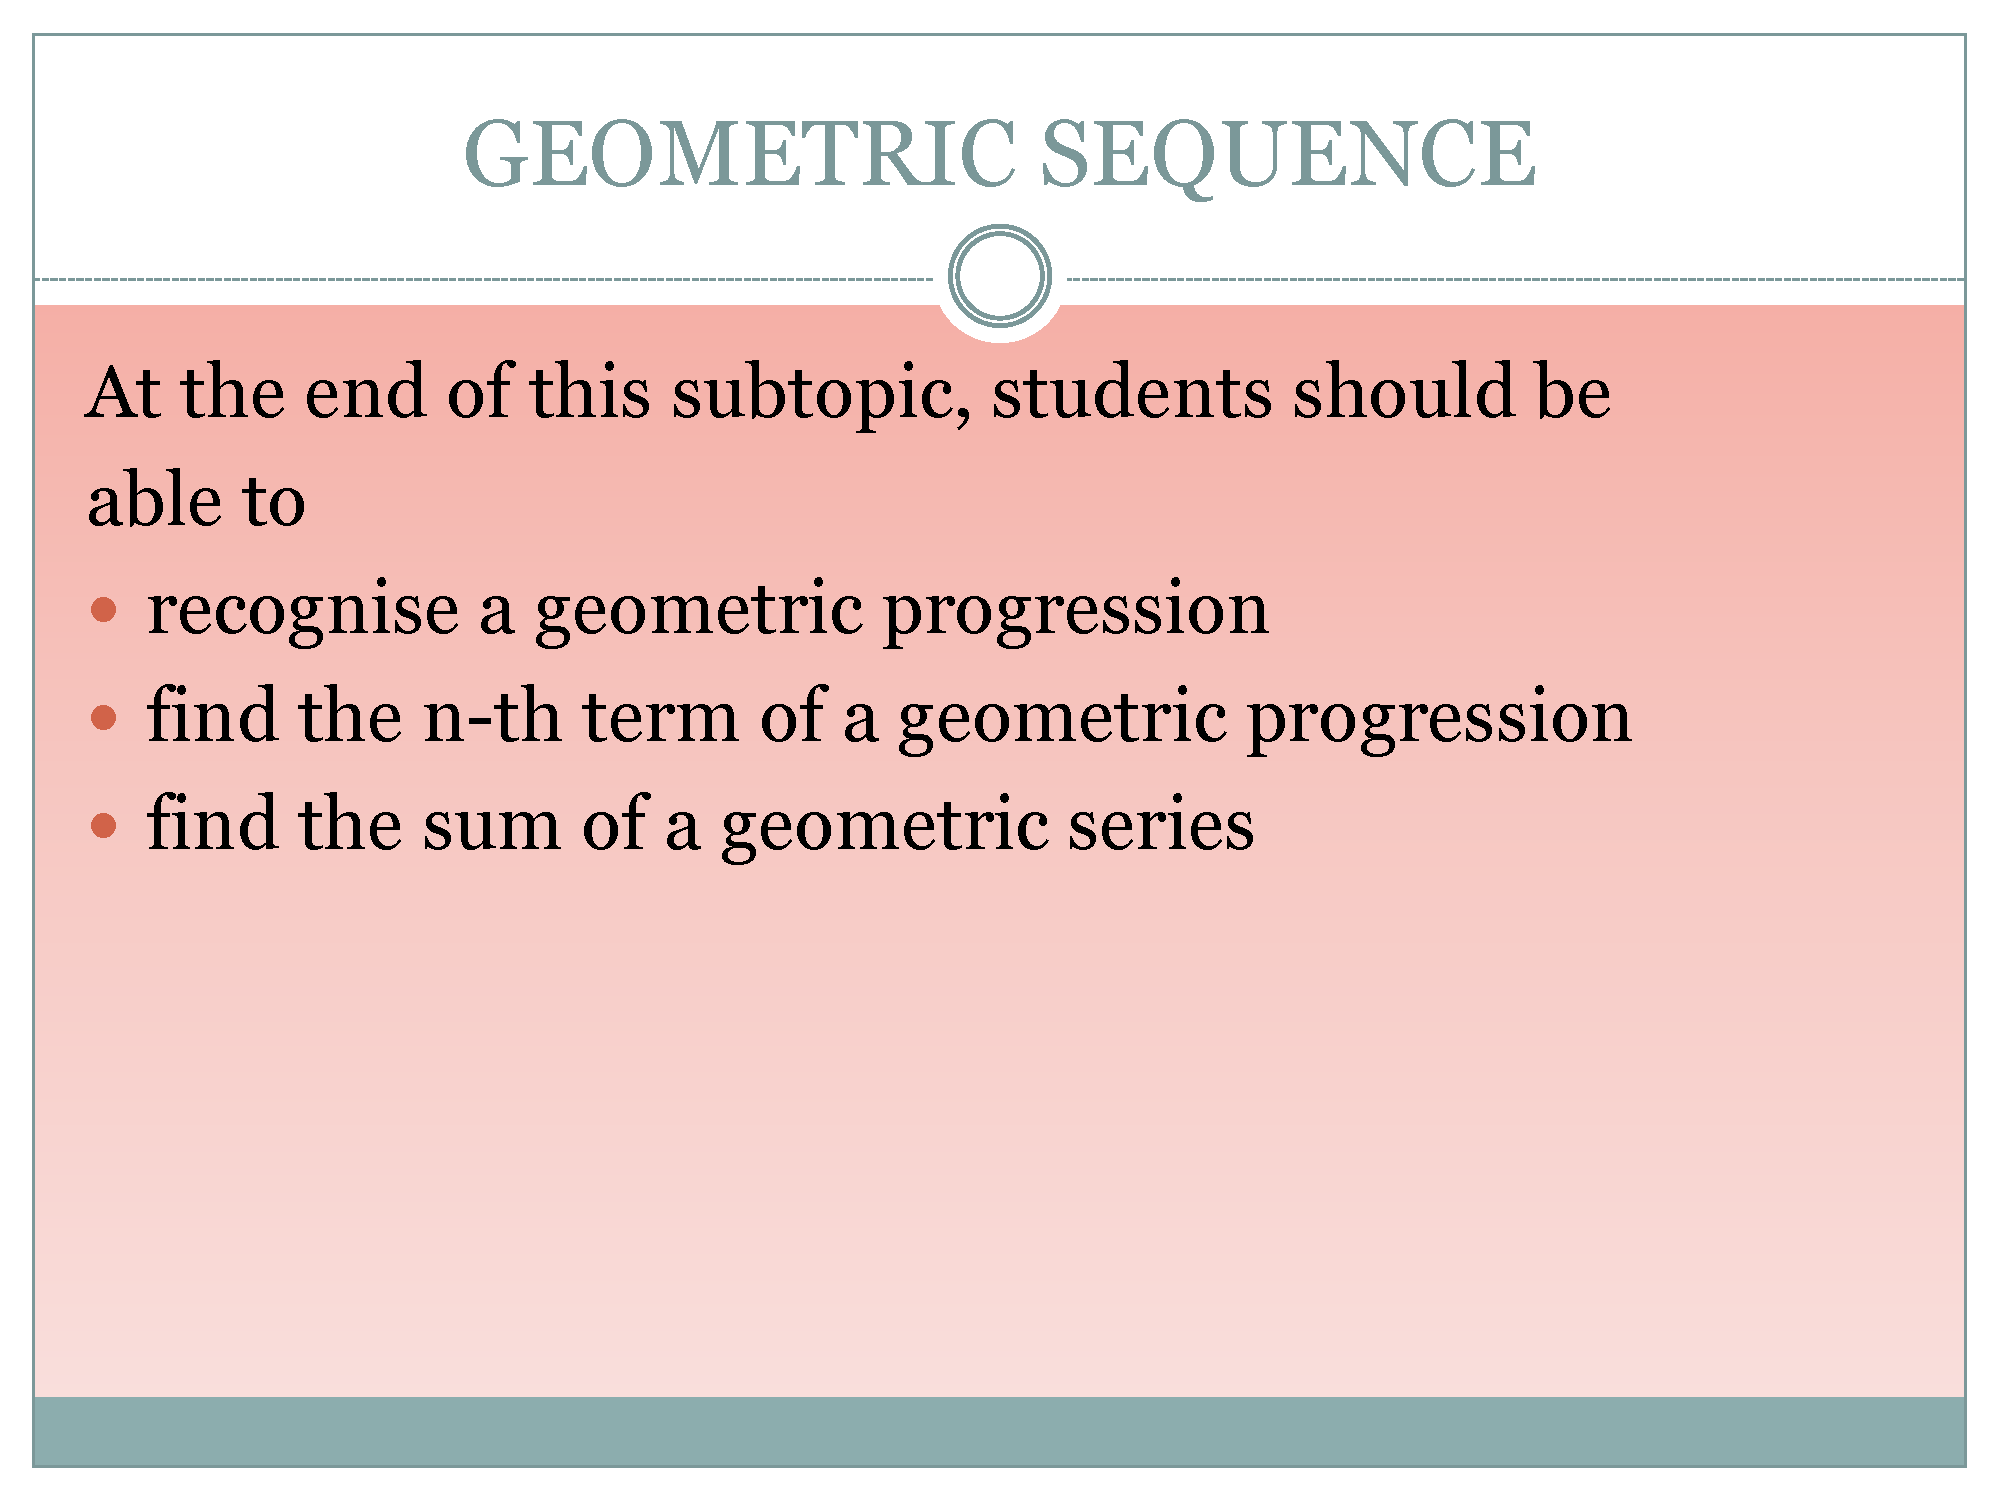 GEOMETRIC SEQUENCE
At the end of this subtopic, students should be
able to
• recognise a geometric progression
• find the n-th term of a geometric progression
• find the sum of a geometric series